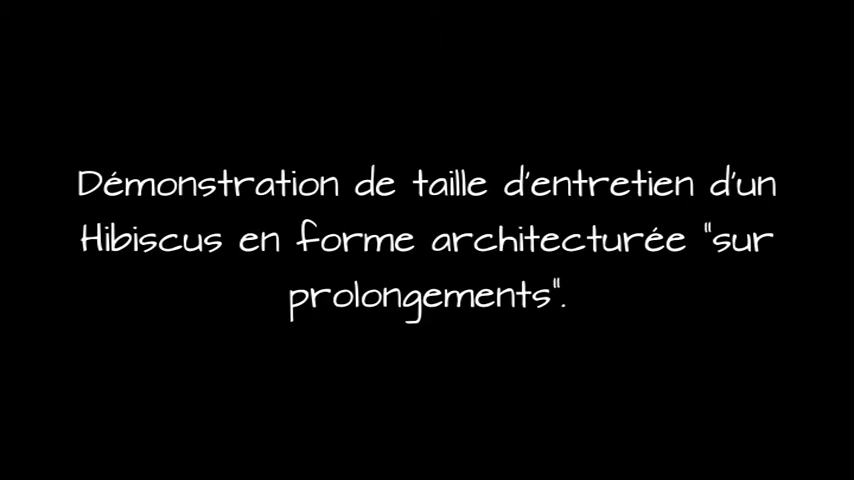 Démonstration de taille d'entretien d'un
Hibiscus en forme architecturée "sur
prolongements".